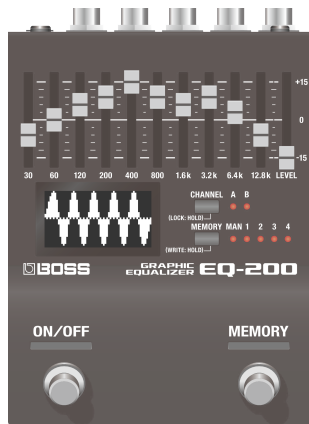 +15
0
-15
30 60 120 200 400 800 1.6k 3.2k 6.4k 12.8k LEVEL
CHANNEL A B
(LOCK: HOLD)
MEMORY MAN 1 2 3 4
(WRITE: HOLD)
BOSS GRAPHIC EQUALIZER EQ-200
ON/OFF MEMORY